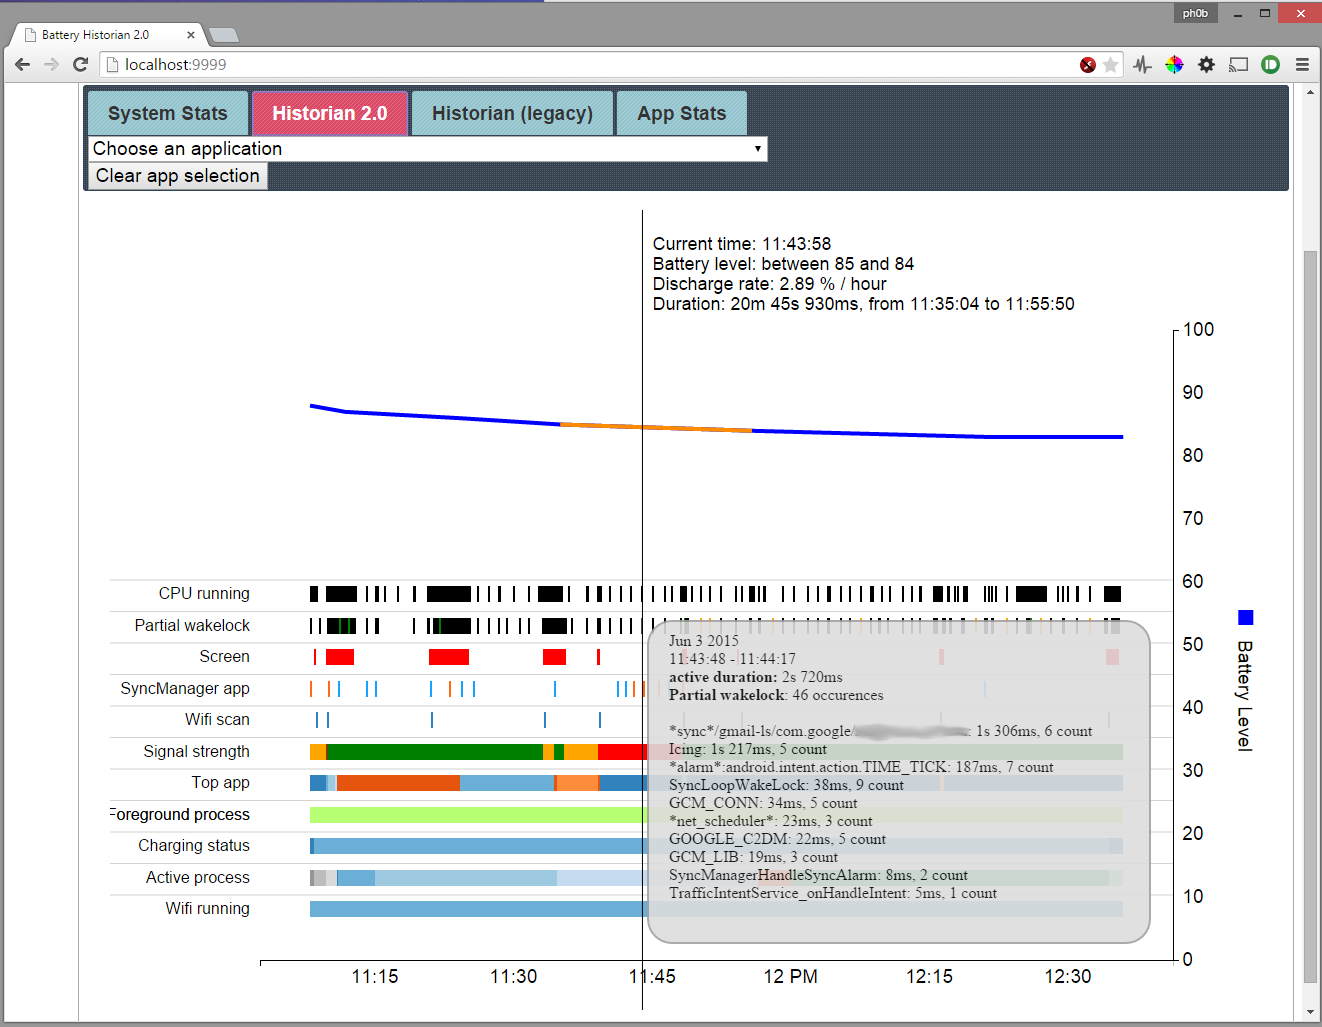 ph0b
Battery Historian 2.0
localhost:9999
System Stats
Historian 2.0
Historian (legacy)
App Stats
Choose an application
Clear app selection
Current time: 11:43:58
Battery level: between 85 and 84
Discharge rate: 2.89 % / hour
Duration: 20m 45s 930ms, from 11:35:04 to 11:55:50
100
90
80
70
60
50
40
30
20
10
0
Battery Level
CPU running
Partial wakelock
Screen
SyncManager app
Wifi scan
Signal strength
Top app
Foreground process
Charging status
Active process
Wifi running
Jun 3 2015
11:43:48 - 11:44:17
active duration: 2s 720ms
Partial wakelock: 46 occurences
*sync*/gmail-ls/com.google/ : 1s 306ms, 6 count
Icing: 1s 217ms, 5 count
*alarm*:android.intent.action.TIME_TICK: 187ms, 7 count
SyncLoopWakeLock: 38ms, 9 count
GCM_CONN: 34ms, 5 count
*net_scheduler*: 23ms, 3 count
GOOGLE_C2DM: 22ms, 5 count
GCM_LIB: 19ms, 3 count
SyncManagerHandleSyncAlarm: 8ms, 2 count
TrafficIntentService_onHandleIntent: 5ms, 1 count
11:15
11:30
11:45
12 PM
12:15
12:30